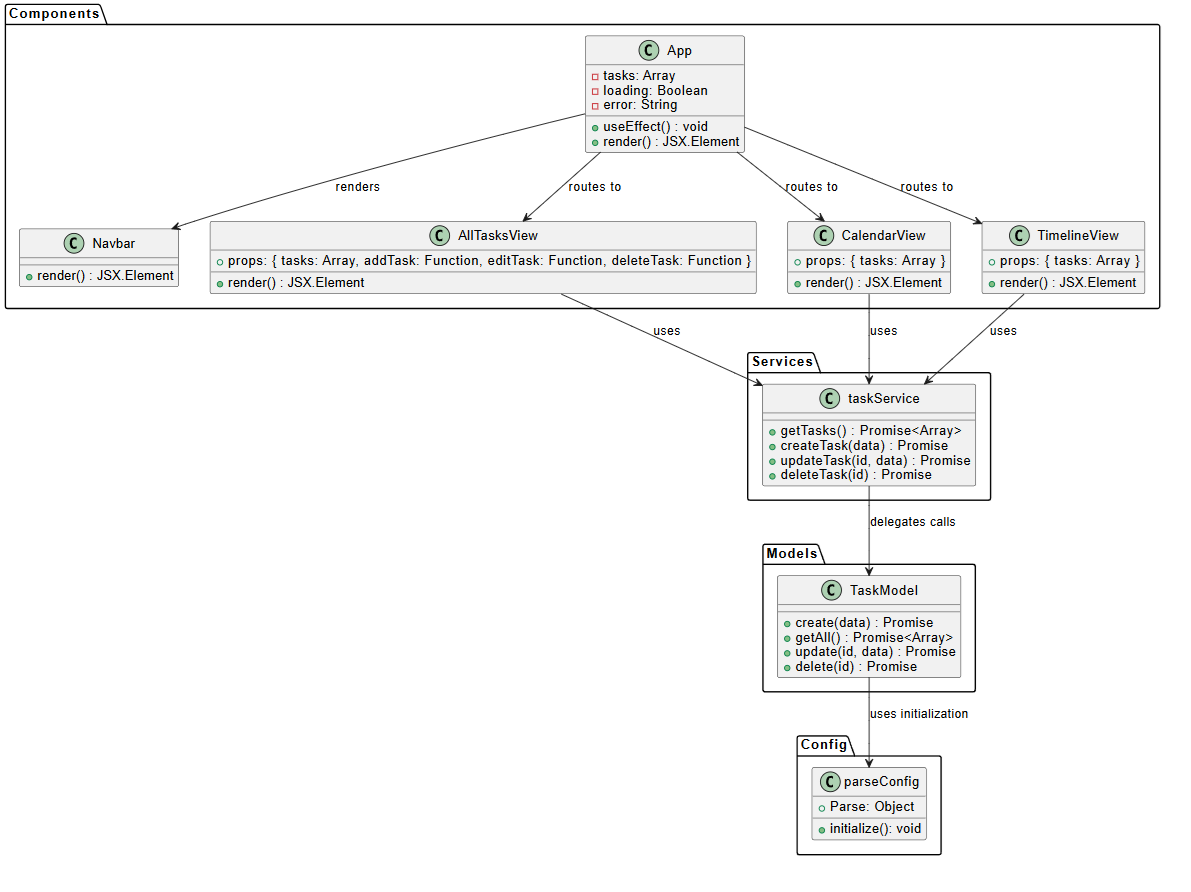 Components
C App
tasks: Array
loading: Boolean
error: String
useEffect() : void
render() : JSX.Element
renders
routes to
routes to
routes to
C Navbar
render() : JSX.Element
C AllTasksView
props: { tasks: Array, addTask: Function, editTask: Function, deleteTask: Function }
render() : JSX.Element
C CalendarView
props: { tasks: Array }
render() : JSX.Element
C TimelineView
props: { tasks: Array }
render() : JSX.Element
uses
uses
uses
Services
C taskService
getTasks() : Promise<Array>
createTask(data) : Promise
updateTask(id, data) : Promise
deleteTask(id) : Promise
delegates calls
Models
C TaskModel
create(data) : Promise
getAll() : Promise<Array>
update(id, data) : Promise
delete(id) : Promise
uses initialization
Config
C parseConfig
Parse: Object
initialize(): void